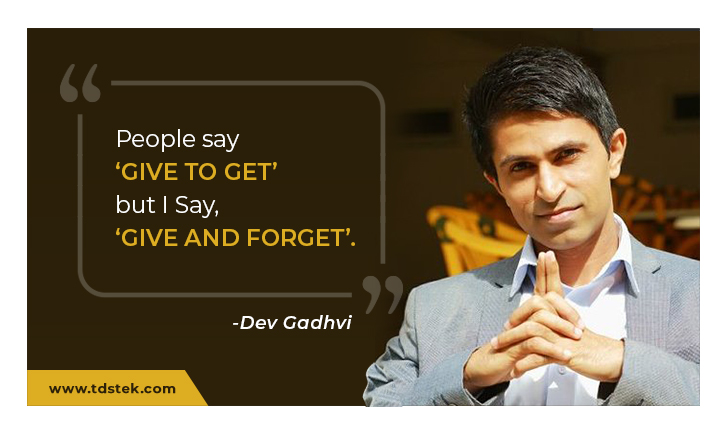 People say
‘GIVE TO GET’
but I Say,
‘GIVE AND FORGET’.
-Dev Gadhvi
www.tdstek.com